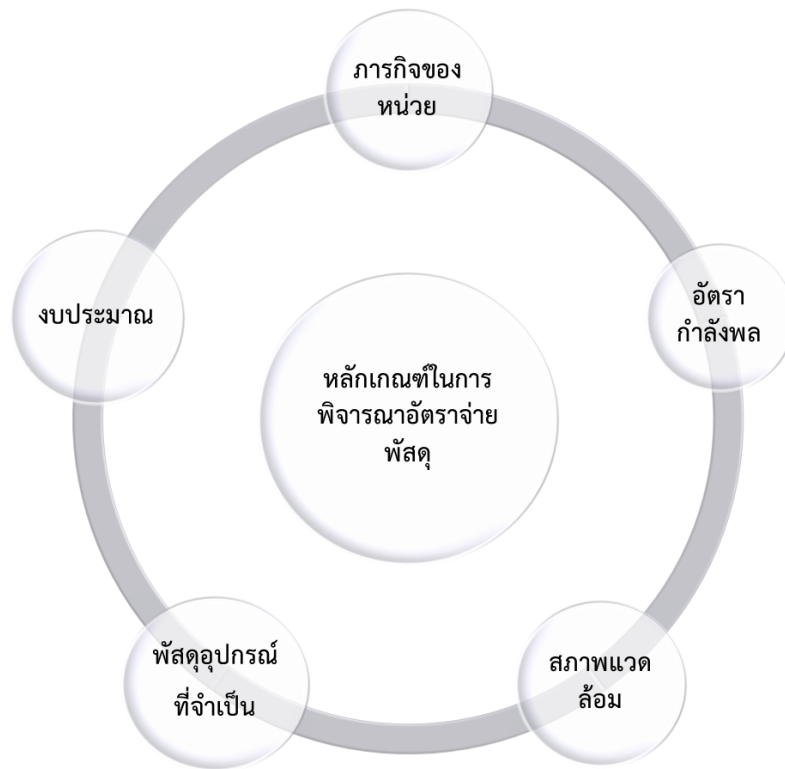 ภารกิจของ
หน่วย
อัตรา
กำลังพล
งบประมาณ
หลักเกณฑ์ในการ
พิจารณาอัตราจ่าย
พัสดุ
พัสดุอุปกรณ์
ที่จำเป็น
สภาพแวด
ล้อม